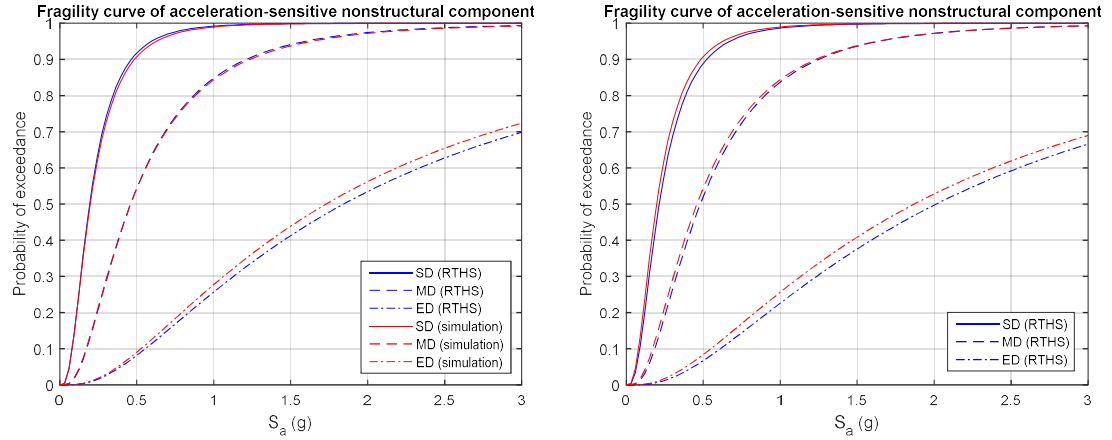 Fragility curve of acceleration-sensitive nonstructural component
Probability of exceedance
1
0.9
0.8
0.7
0.6
0.5
0.4
0.3
0.2
0.1
0
SD (RTHS)
MD (RTHS)
ED (RTHS)
SD (simulation)
MD (simulation)
ED (simulation)
0 0.5 1 1.5 2 2.5 3
S_a (g)
Fragility curve of acceleration-sensitive nonstructural component
Probability of exceedance
1
0.9
0.8
0.7
0.6
0.5
0.4
0.3
0.2
0.1
0
SD (RTHS)
MD (RTHS)
ED (RTHS)
0 0.5 1 1.5 2 2.5 3
S_a (g)